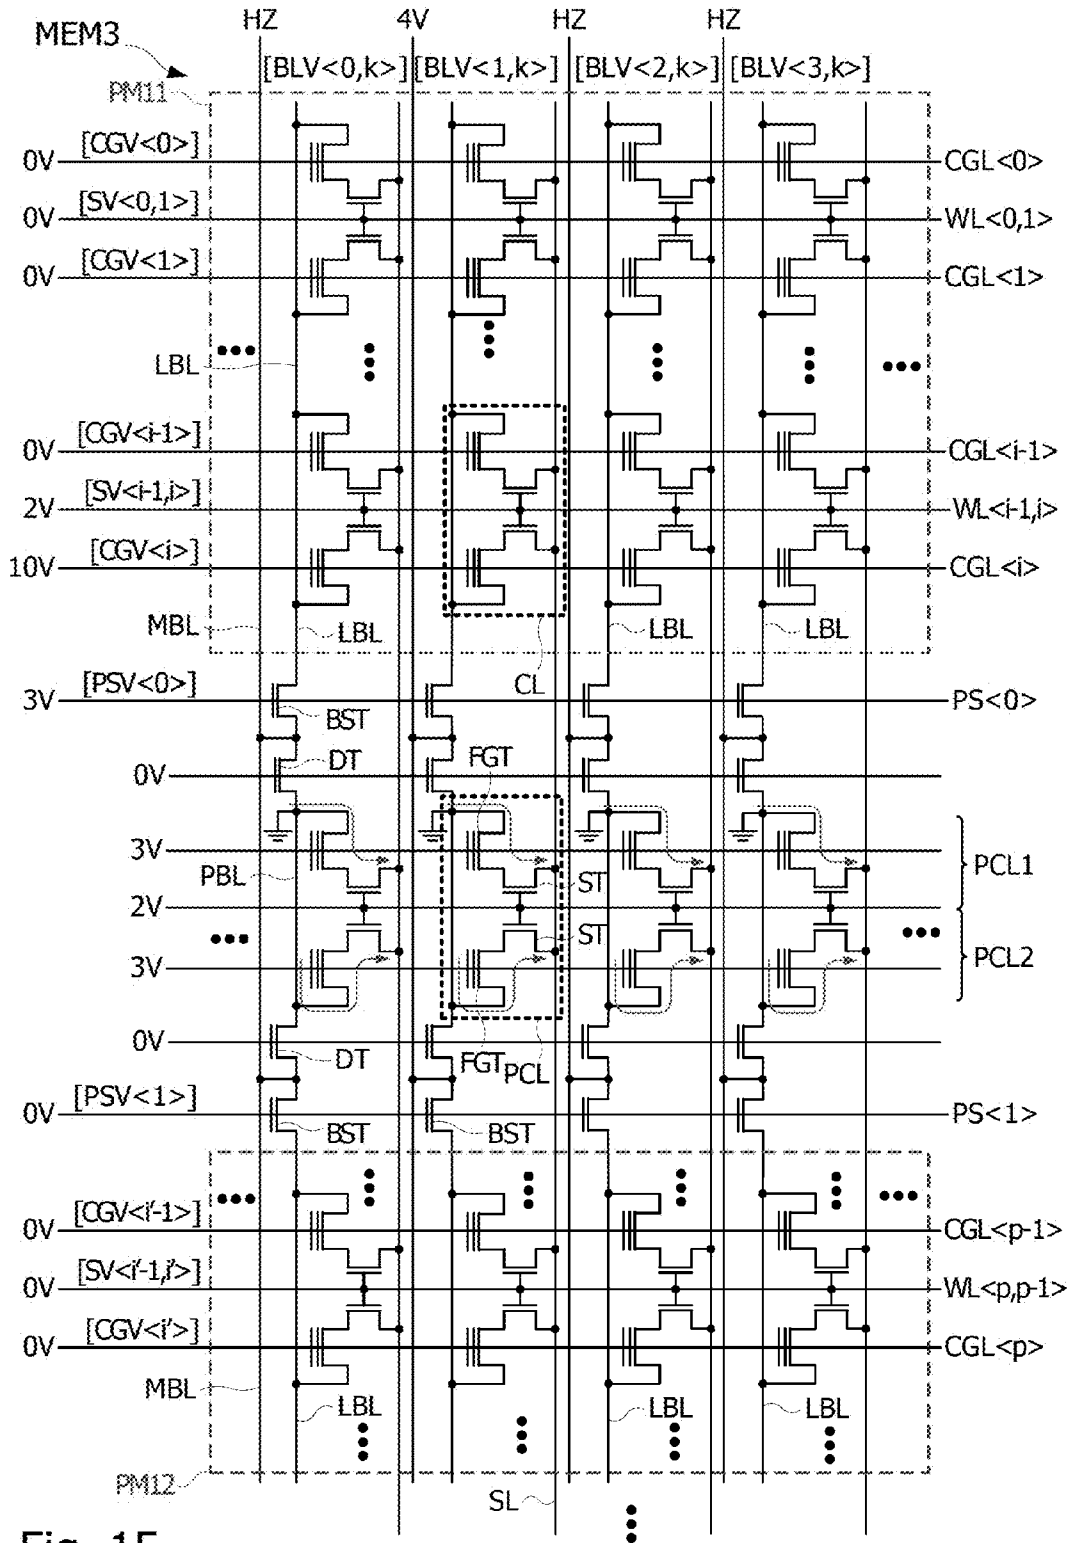 HZ 4V HZ HZ
MEM3
[BLV<0,k>] [BLV<1,k>] [BLV<2,k>] [BLV<3,k>]
PM11
0V [CGV<0>] CGL<0>
0V [SV<0,1>] WL<0,1>
0V [CGV<1>] CGL<1>
LBL
0V [CGV<i-1>] CGL<i-1>
2V [SV<i-1,i>] WL<i-1,i>
10V [CGV<i>] CGL<i>
MBL LBL LBL LBL
CL
3V [PSV<0>] PS<0>
BST
DT FGT
0V
3V
PBL ST PCL1
2V
ST
3V PCL2
0V
DT FGT PCL
0V [PSV<1>] PS<1>
BST BST
0V [CGV<i'-1>] CGL<p-1>
0V [SV<i'-1,i'>] WL<p,p-1>
0V [CGV<i'>] CGL<p>
MBL LBL LBL LBL
PM12
SL